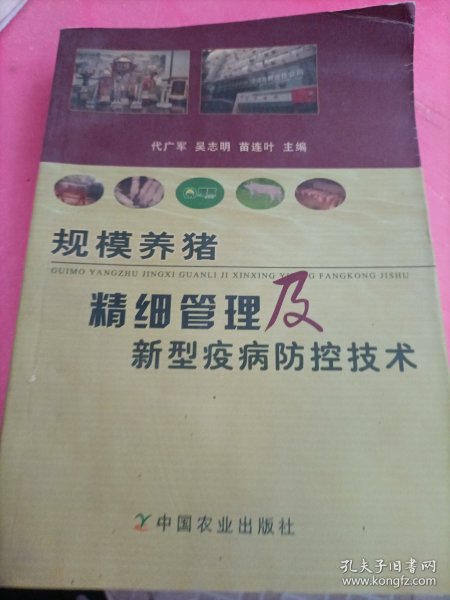 代广军 吴志明 苗连叶 主编
规模养猪
GUIMO YANGZHU JINGXI GUANLI JI XINXING FANGKONG JISHU
精细管理及
新型疫病防控技术
中国农业出版社
孔夫子旧书网
www.kongfz.com